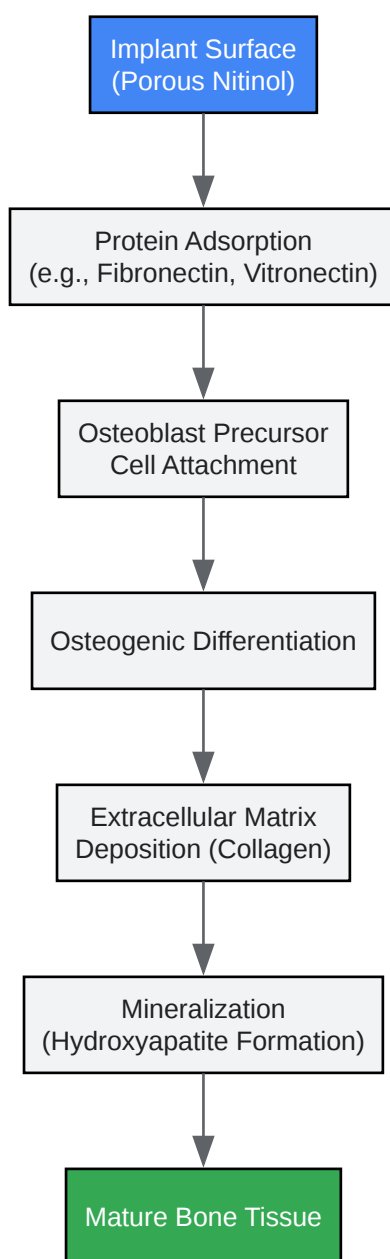 Implant Surface
(Porous Nitinol)
Protein Adsorption
(e.g., Fibronectin, Vitronectin)
Osteoblast Precursor
Cell Attachment
Osteogenic Differentiation
Extracellular Matrix
Deposition (Collagen)
Mineralization
(Hydroxyapatite Formation)
Mature Bone Tissue